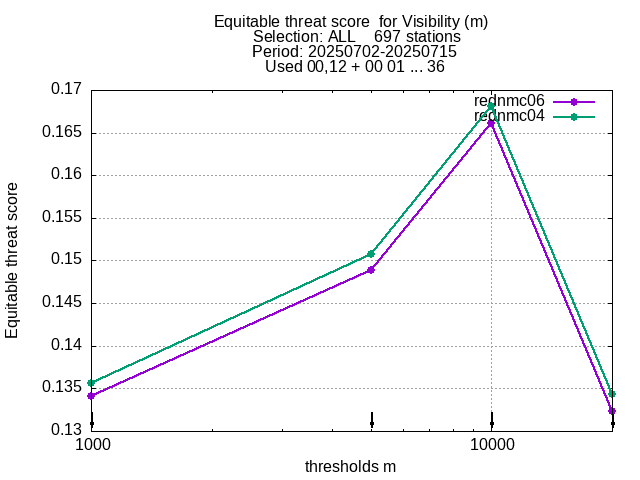 Equitable threat score  for Visibility (m)
Selection: ALL    697 stations
Period: 20250702-20250715
Used 00,12 + 00 01 ... 36
rednmc06
rednmc04
0.17
0.165
0.16
0.155
0.15
0.145
0.14
0.135
0.13
Equitable threat score
1000
10000
thresholds m